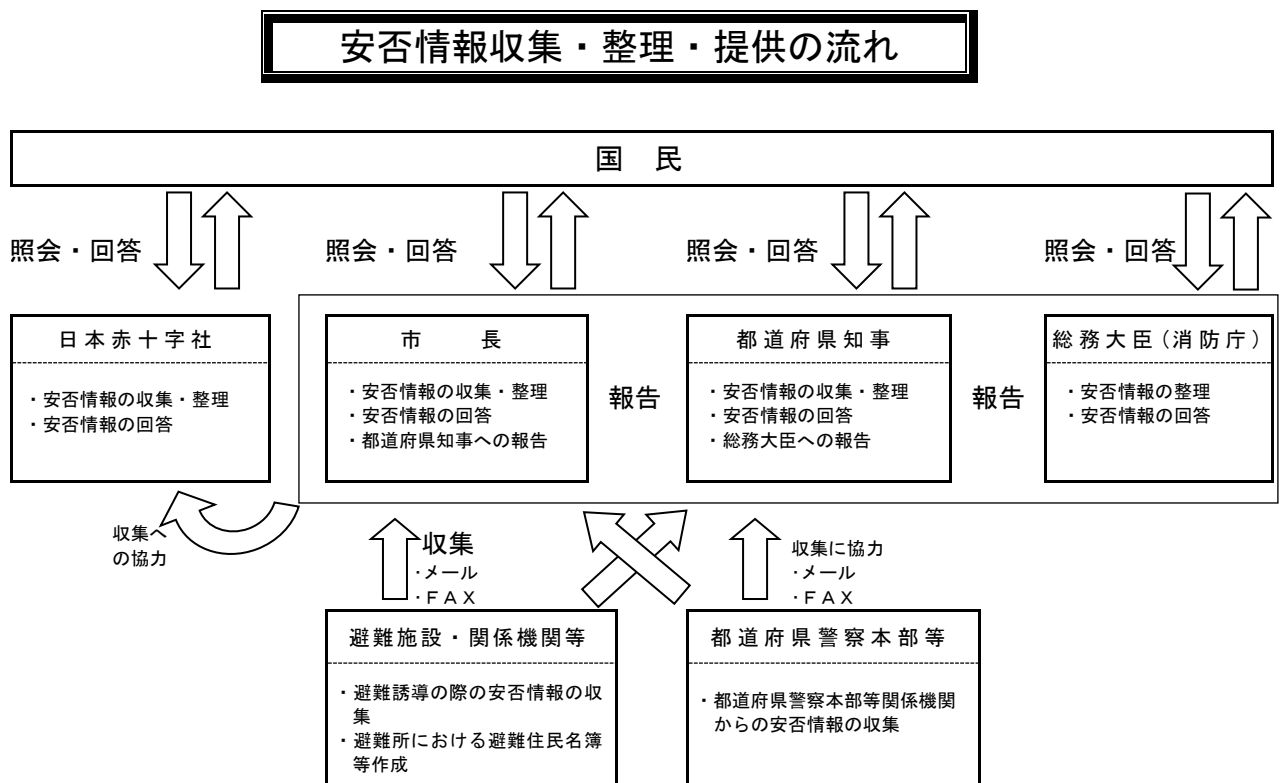 安否情報収集・整理・提供の流れ
国　民
照会・回答
照会・回答
照会・回答
照会・回答
日本赤十字社
・安否情報の収集・整理
・安否情報の回答
市　　長
・安否情報の収集・整理
・安否情報の回答
・都道府県知事への報告
報告
都道府県知事
・安否情報の収集・整理
・安否情報の回答
・総務大臣への報告
報告
総務大臣（消防庁）
・安否情報の整理
・安否情報の回答
収集へ
の協力
収集
・メール
・ＦＡＸ
収集に協力
・メール
・ＦＡＸ
避難施設・関係機関等
・避難誘導の際の安否情報の収
集
・避難所における避難住民名簿
等作成
都道府県警察本部等
・都道府県警察本部等関係機関
からの安否情報の収集